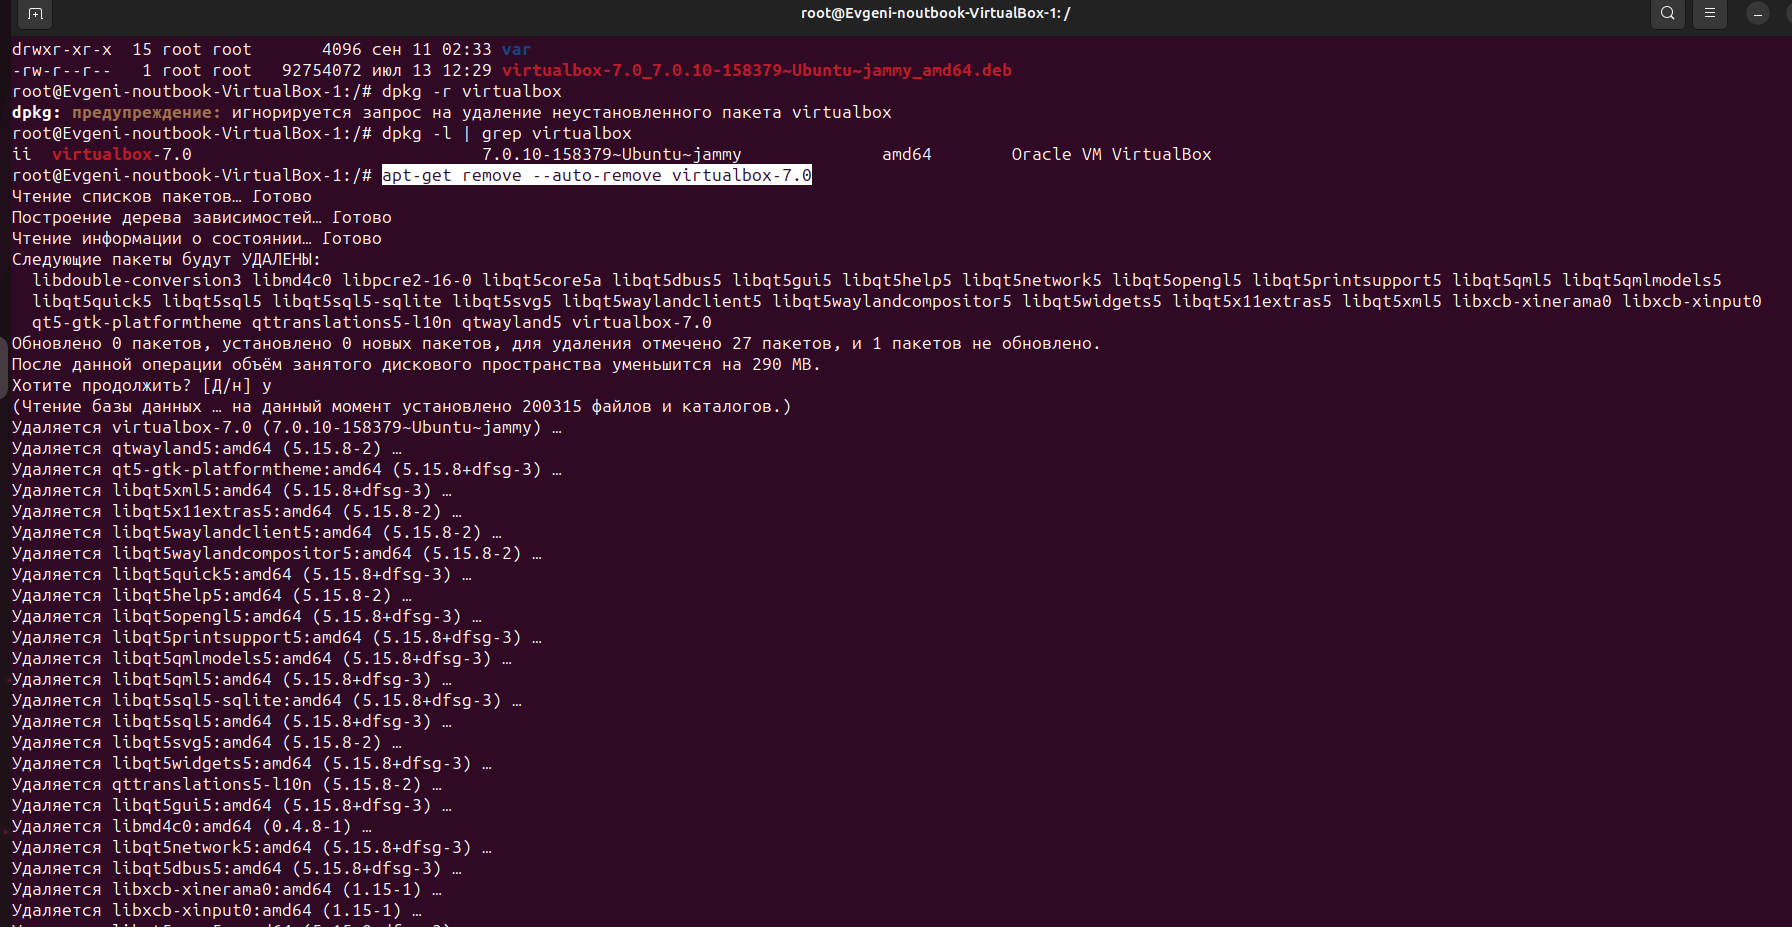 root@Evgeni-noutbook-VirtualBox-1: /
drwxr-xr-x  15 root root       4096 сен 11 02:33 var
-rw-r--r--   1 root root   92754072 июл 13 12:29 virtualbox-7.0_7.0.10-158379~Ubuntu~jammy_amd64.deb
root@Evgeni-noutbook-VirtualBox-1:/# dpkg -r virtualbox
dpkg: предупреждение: игнорируется запрос на удаление неустановленного пакета virtualbox
root@Evgeni-noutbook-VirtualBox-1:/# dpkg -l | grep virtualbox
ii  virtualbox-7.0                             7.0.10-158379~Ubuntu~jammy              amd64        Oracle VM VirtualBox
root@Evgeni-noutbook-VirtualBox-1:/# apt-get remove --auto-remove virtualbox-7.0
Чтение списков пакетов… Готово
Построение дерева зависимостей… Готово
Чтение информации о состоянии… Готово
Следующие пакеты будут УДАЛЕНЫ:
  libdouble-conversion3 libmd4c0 libpcre2-16-0 libqt5core5a libqt5dbus5 libqt5gui5 libqt5help5 libqt5network5 libqt5opengl5 libqt5printsupport5 libqt5qml5 libqt5qmlmodels5
  libqt5quick5 libqt5sql5 libqt5sql5-sqlite libqt5svg5 libqt5waylandclient5 libqt5waylandcompositor5 libqt5widgets5 libqt5x11extras5 libqt5xml5 libxcb-xinerama0 libxcb-xinput0
  qt5-gtk-platformtheme qttranslations5-l10n qtwayland5 virtualbox-7.0
Обновлено 0 пакетов, установлено 0 новых пакетов, для удаления отмечено 27 пакетов, и 1 пакетов не обновлено.
После данной операции объём занятого дискового пространства уменьшится на 290 MB.
Хотите продолжить? [Д/н] y
(Чтение базы данных … на данный момент установлено 200315 файлов и каталогов.)
Удаляется virtualbox-7.0 (7.0.10-158379~Ubuntu~jammy) …
Удаляется qtwayland5:amd64 (5.15.8-2) …
Удаляется qt5-gtk-platformtheme:amd64 (5.15.8+dfsg-3) …
Удаляется libqt5xml5:amd64 (5.15.8+dfsg-3) …
Удаляется libqt5x11extras5:amd64 (5.15.8-2) …
Удаляется libqt5waylandclient5:amd64 (5.15.8-2) …
Удаляется libqt5waylandcompositor5:amd64 (5.15.8-2) …
Удаляется libqt5quick5:amd64 (5.15.8+dfsg-3) …
Удаляется libqt5help5:amd64 (5.15.8-2) …
Удаляется libqt5opengl5:amd64 (5.15.8+dfsg-3) …
Удаляется libqt5printsupport5:amd64 (5.15.8+dfsg-3) …
Удаляется libqt5qmlmodels5:amd64 (5.15.8+dfsg-3) …
Удаляется libqt5qml5:amd64 (5.15.8+dfsg-3) …
Удаляется libqt5sql5-sqlite:amd64 (5.15.8+dfsg-3) …
Удаляется libqt5sql5:amd64 (5.15.8+dfsg-3) …
Удаляется libqt5svg5:amd64 (5.15.8-2) …
Удаляется libqt5widgets5:amd64 (5.15.8+dfsg-3) …
Удаляется qttranslations5-l10n (5.15.8-2) …
Удаляется libqt5gui5:amd64 (5.15.8+dfsg-3) …
Удаляется libmd4c0:amd64 (0.4.8-1) …
Удаляется libqt5network5:amd64 (5.15.8+dfsg-3) …
Удаляется libqt5dbus5:amd64 (5.15.8+dfsg-3) …
Удаляется libxcb-xinerama0:amd64 (1.15-1) …
Удаляется libxcb-xinput0:amd64 (1.15-1) …